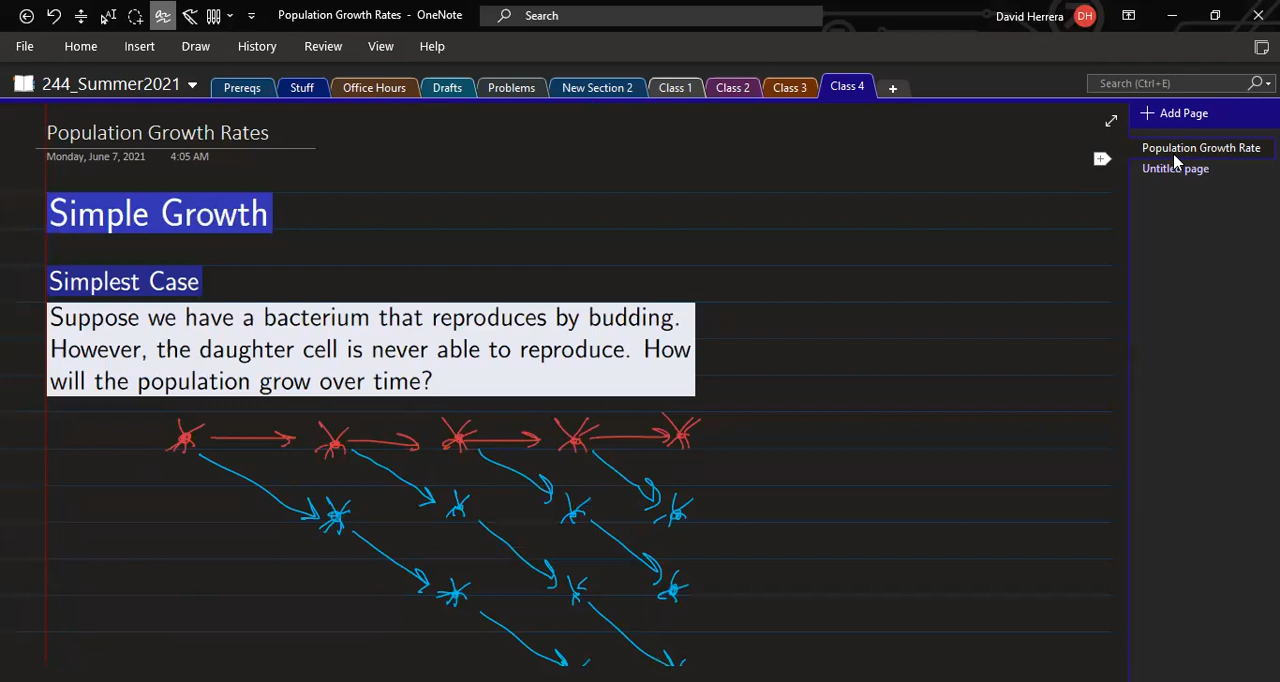 Population Growth Rates - OneNote
Search
David Herrera
DH
File Home Insert Draw History Review View Help
244_Summer2021
Prereqs Stuff Office Hours Drafts Problems New Section 2 Class 1 Class 2 Class 3 Class 4
Search (Ctrl+E)
Add Page
Population Growth Rates
Monday, June 7, 2021 4:05 AM
Population Growth Rate
Untitled page
Simple Growth
Simplest Case
Suppose we have a bacterium that reproduces by budding.
However, the daughter cell is never able to reproduce. How
will the population grow over time?